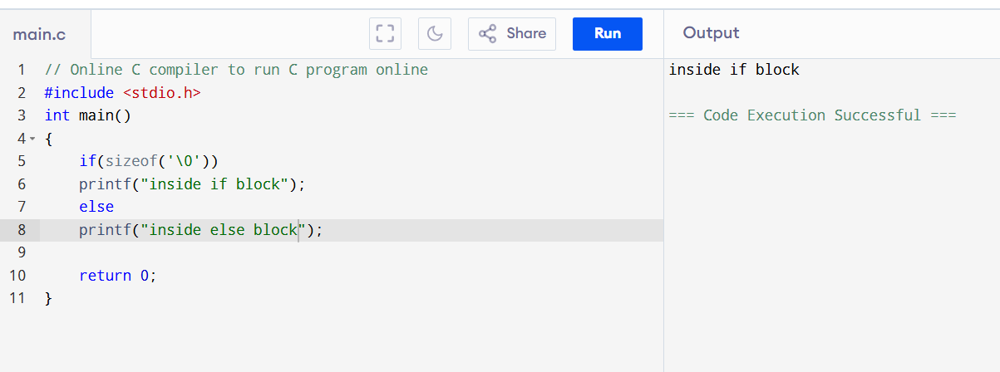 main.c
Share
Run
Output
1 // Online C compiler to run C program online
2 #include <stdio.h>
3 int main()
4 {
5 if(sizeof('\0'))
6 printf("inside if block");
7 else
8 printf("inside else block");
9
10 return 0;
11 }
inside if block
=== Code Execution Successful ===